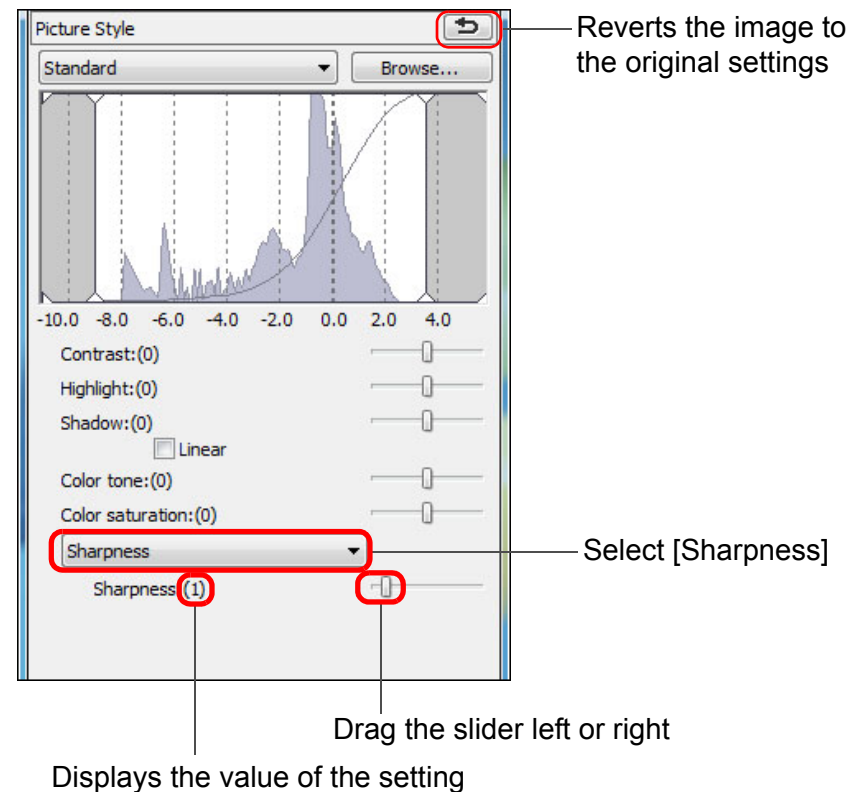 Picture Style
Reverts the image to
the original settings
Standard
Browse...
-10.0 -8.0 -6.0 -4.0 -2.0 0.0 2.0 4.0
Contrast:(0)
Highlight:(0)
Shadow:(0)
Linear
Color tone:(0)
Color saturation:(0)
Sharpness
Select [Sharpness]
Sharpness:(1)
Drag the slider left or right
Displays the value of the setting